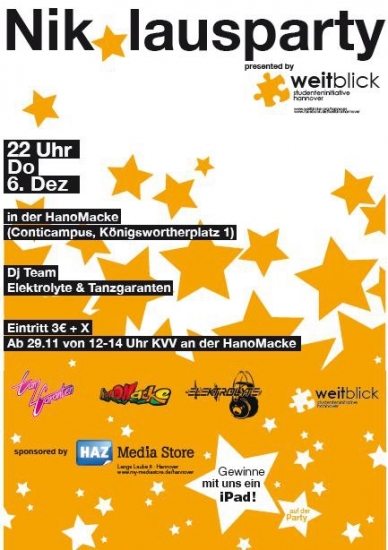 Nik lausparty
presented by
weitblick
studenteninitiative
hannover
22 Uhr
Do
6. Dez
in der HanoMacke
(Conticampus, Königswortherplatz 1)
DJ Team
Elektrolyte & Tanzgaranten
Eintritt 3€ + X
Ab 29.11 von 12-14 Uhr KVV an der HanoMacke
weitblick
studenteninitiative
hannover
sponsored by
HAZ Media Store
Lange Laube 8 · Hannover
Gewinne
mit uns ein
iPad!
auf der
Party